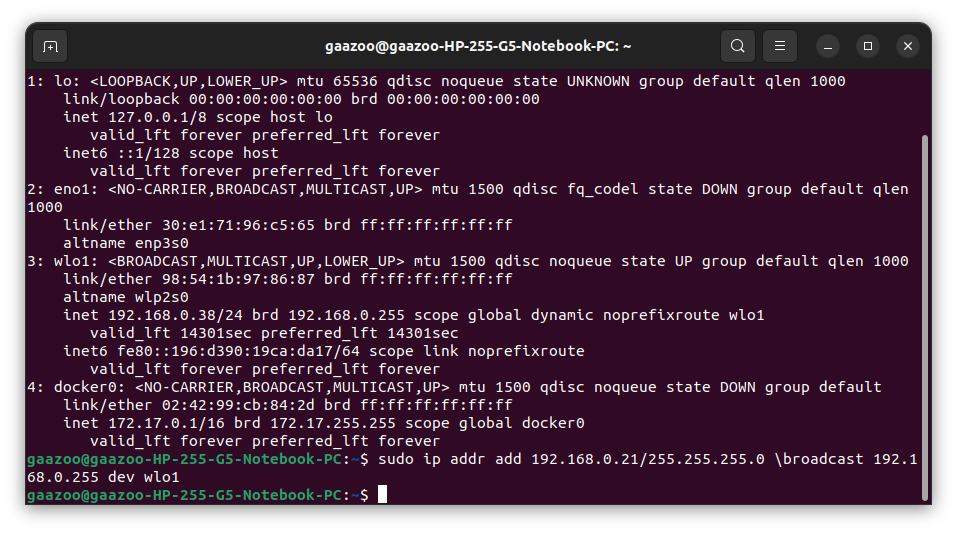 gaazoo@gaazoo-HP-255-G5-Notebook-PC: ~
1: lo: <LOOPBACK,UP,LOWER_UP> mtu 65536 qdisc noqueue state UNKNOWN group default qlen 1000
    link/loopback 00:00:00:00:00:00 brd 00:00:00:00:00:00
    inet 127.0.0.1/8 scope host lo
       valid_lft forever preferred_lft forever
    inet6 ::1/128 scope host
       valid_lft forever preferred_lft forever
2: eno1: <NO-CARRIER,BROADCAST,MULTICAST,UP> mtu 1500 qdisc fq_codel state DOWN group default qlen
1000
    link/ether 30:e1:71:96:c5:65 brd ff:ff:ff:ff:ff:ff
    altname enp3s0
3: wlo1: <BROADCAST,MULTICAST,UP,LOWER_UP> mtu 1500 qdisc noqueue state UP group default qlen 1000
    link/ether 98:54:1b:97:86:87 brd ff:ff:ff:ff:ff:ff
    altname wlp2s0
    inet 192.168.0.38/24 brd 192.168.0.255 scope global dynamic noprefixroute wlo1
       valid_lft 14301sec preferred_lft 14301sec
    inet6 fe80::196:d390:19ca:da17/64 scope link noprefixroute
       valid_lft forever preferred_lft forever
4: docker0: <NO-CARRIER,BROADCAST,MULTICAST,UP> mtu 1500 qdisc noqueue state DOWN group default
    link/ether 02:42:99:cb:84:2d brd ff:ff:ff:ff:ff:ff
    inet 172.17.0.1/16 brd 172.17.255.255 scope global docker0
       valid_lft forever preferred_lft forever
gaazoo@gaazoo-HP-255-G5-Notebook-PC:~$ sudo ip addr add 192.168.0.21/255.255.255.0 \broadcast 192.1
68.0.255 dev wlo1
gaazoo@gaazoo-HP-255-G5-Notebook-PC:~$